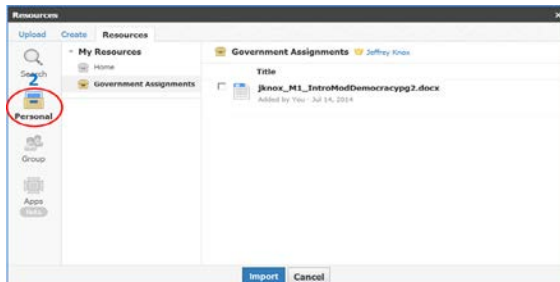 Resources
Upload Create Resources
Search
2
Personal
Group
Apps
Beta
My Resources
Home
Government Assignments
Government Assignments Jeffrey Knox
Title
jknox_M1_IntroModDemocracypg2.docx
Added by You · Jul 14, 2014
Import Cancel